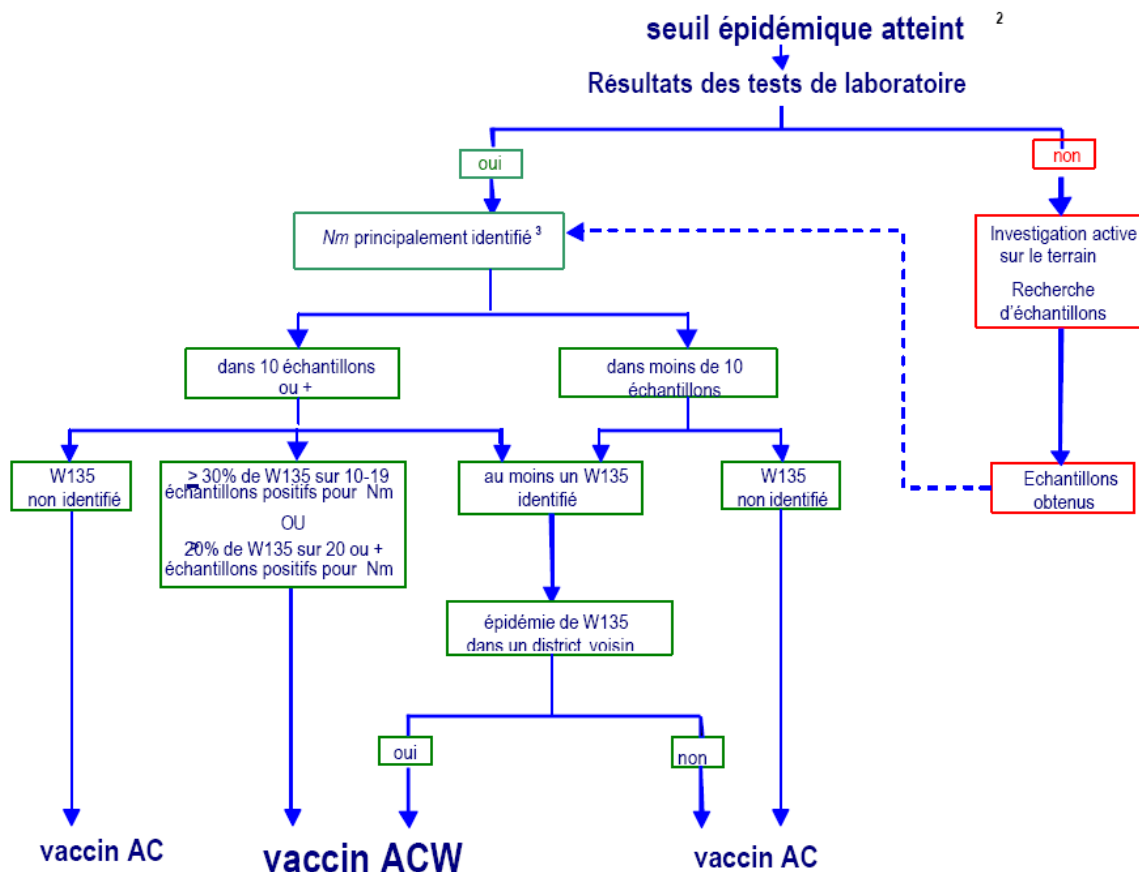 seuil épidémique atteint 2
Résultats des tests de laboratoire
oui
non
Nm principalement identifié 3
Investigation active
sur le terrain
Recherche
d'échantillons
dans 10 échantillons
ou +
dans moins de 10
échantillons
W135
non identifié
≥ 30% de W135 sur 10-19
échantillons positifs pour Nm
OU
20% de W135 sur 20 ou +
échantillons positifs pour Nm
au moins un W135
identifié
W135
non identifié
Echantillons
obtenus
épidémie de W135
dans un district voisin
oui
non
vaccin AC
vaccin ACW
vaccin AC